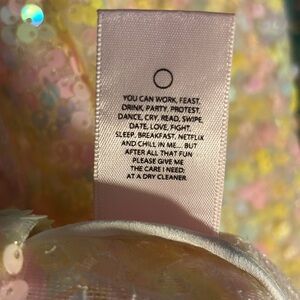 YOU CAN WORK, FEAST,
DRINK, PARTY, PROTEST,
DANCE, CRY, READ, SWIPE,
DATE, LOVE, FIGHT,
SLEEP, BREAKFAST, NETFLIX
AND CHILL IN ME... BUT
AFTER ALL THAT FUN
PLEASE GIVE ME
THE CARE I NEED:
AT A DRY CLEANER.